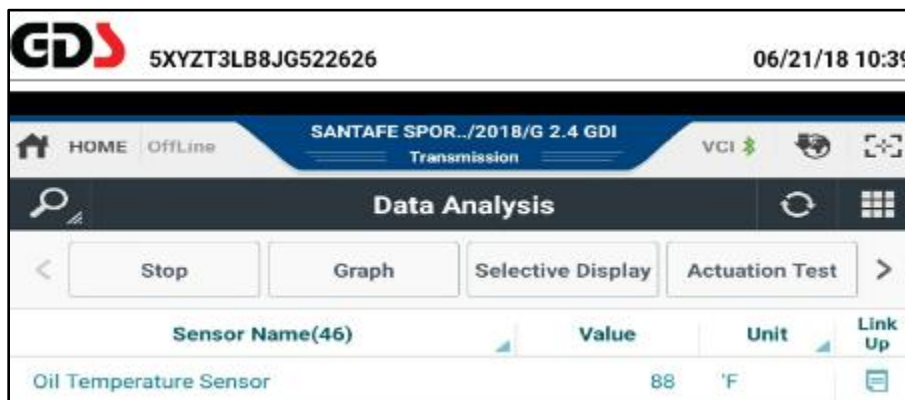 GDS 5XYZT3LB8JG522626 06/21/18 10:39
SANTAFE SPOR../2018/G 2.4 GDI
HOME OffLine Transmission VCI
Data Analysis
< Stop Graph Selective Display Actuation Test >
Sensor Name(46) Value Unit Link Up
Oil Temperature Sensor 88 'F